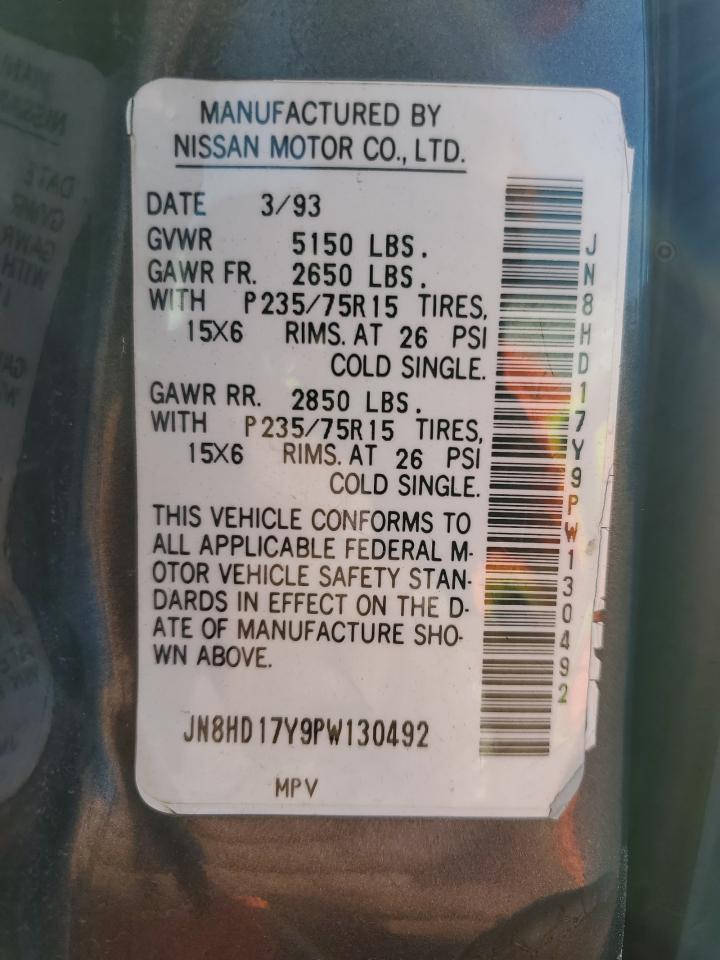 MANUFACTURED BY
NISSAN MOTOR CO., LTD.
DATE 3/93
GVWR 5150 LBS.
GAWR FR. 2650 LBS.
WITH P235/75R15 TIRES,
15X6 RIMS. AT 26 PSI
COLD SINGLE.
GAWR RR. 2850 LBS.
WITH P235/75R15 TIRES,
15X6 RIMS. AT 26 PSI
COLD SINGLE.
THIS VEHICLE CONFORMS TO
ALL APPLICABLE FEDERAL M-
OTOR VEHICLE SAFETY STAN-
DARDS IN EFFECT ON THE D-
ATE OF MANUFACTURE SHO-
WN ABOVE.
JN8HD17Y9PW130492
MPV
JN8HD17Y9PW130492